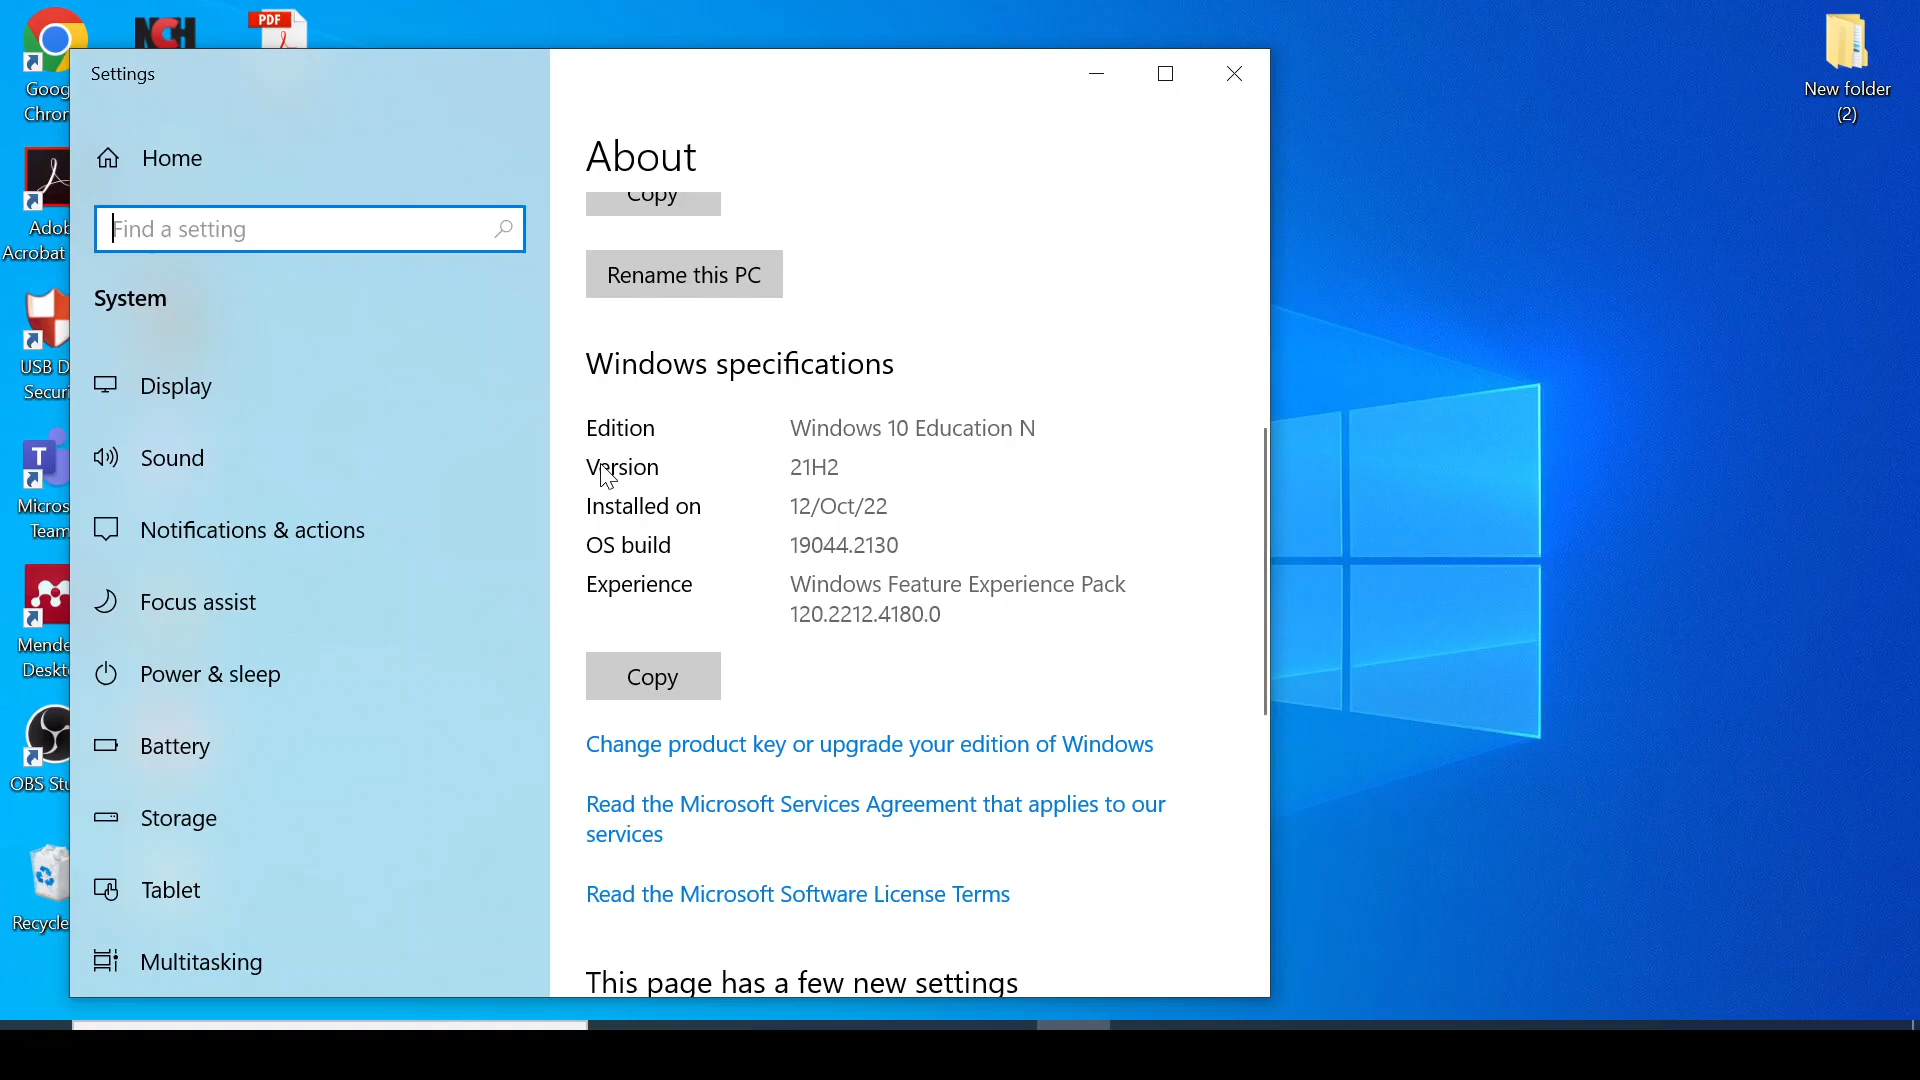 PDF
NCH
Settings
Goog
Chron
Home
Find a setting
Adob
Acrobat
System
USB D
Securi
Display
Sound
T
Micros
Team
Notifications & actions
Focus assist
Mende
Deskto
Power & sleep
Battery
OBS Stu
Storage
Recycle
Tablet
Multitasking
About
Copy
Rename this PC
Windows specifications
Edition Windows 10 Education N
Version 21H2
Installed on 12/Oct/22
OS build 19044.2130
Experience Windows Feature Experience Pack
120.2212.4180.0
Copy
Change product key or upgrade your edition of Windows
Read the Microsoft Services Agreement that applies to our
services
Read the Microsoft Software License Terms
This page has a few new settings
New folder
(2)